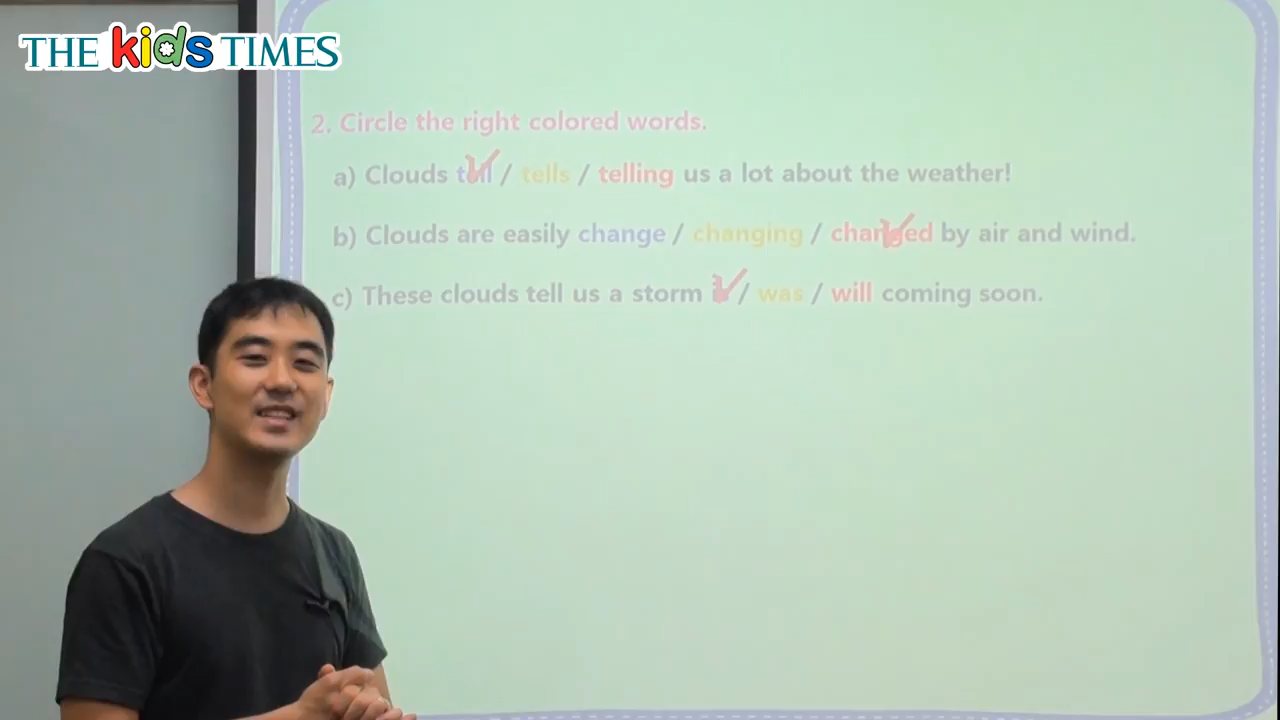 THE kids TIMES
2. Circle the right colored words.
a) Clouds tell / tells / telling us a lot about the weather!
b) Clouds are easily change / changing / changed by air and wind.
c) These clouds tell us a storm is / was / will coming soon.